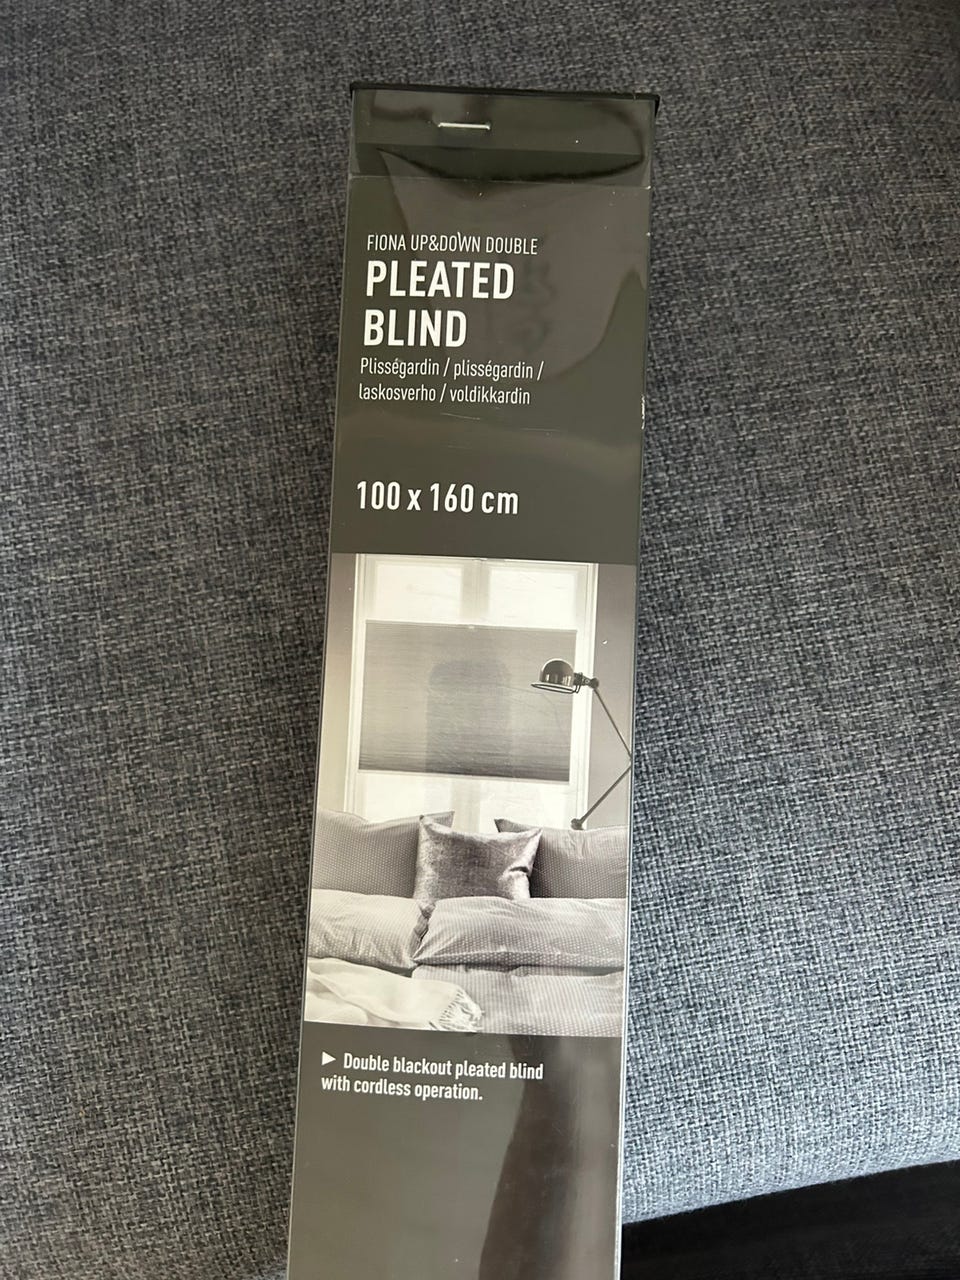 FIONA UP&DOWN DOUBLE
PLEATED
BLIND
Plisségardin / plisségardin /
laskosverho / voldikkardin
100 x 160 cm
► Double blackout pleated blind
with cordless operation.